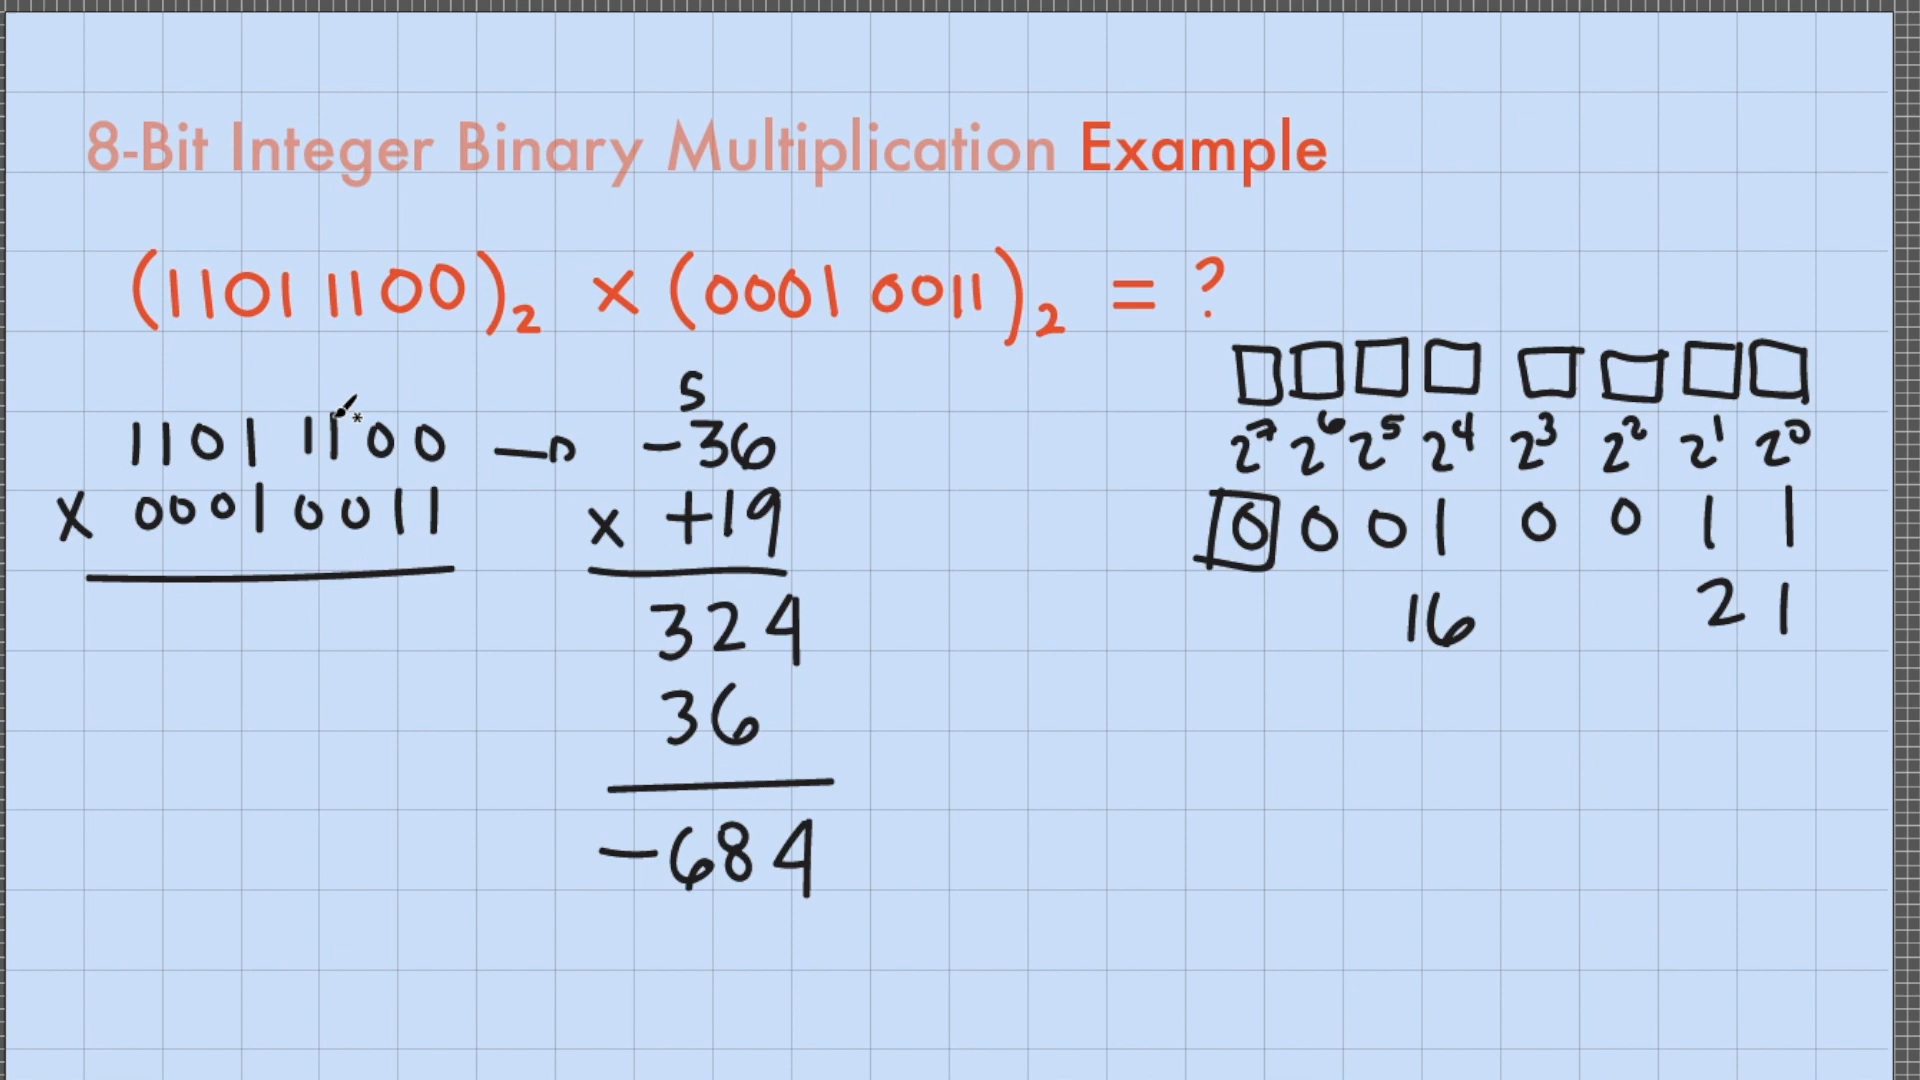 8-Bit Integer Binary Multiplication Example
(1101 1100)₂ × (0001 0011)₂ = ?
5
1101 1100 → -36
x 0001 0011
x +19
324
36
-684
2⁷ 2⁶ 2⁵ 2⁴ 2³ 2² 2¹ 2⁰
0 0 0 1 0 0 1 1
16 2 1